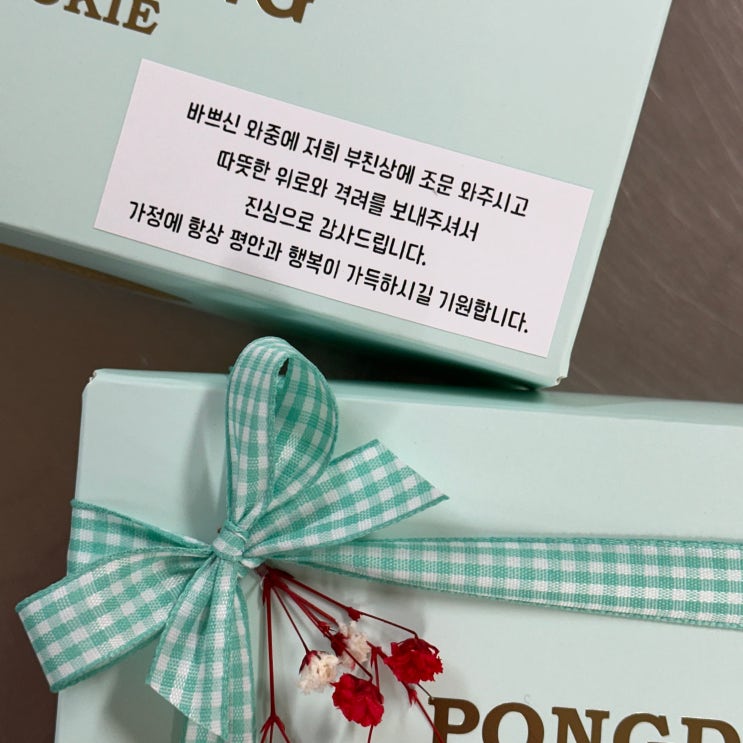 NG
OKIE
바쁘신 와중에 저희 부친상에 조문 와주시고
따뜻한 위로와 격려를 보내주셔서
진심으로 감사드립니다.
가정에 항상 평안과 행복이 가득하시길 기원합니다.
PONGD